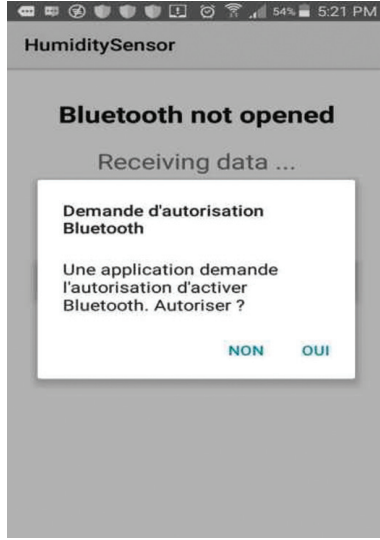 54% 5:21 PM
HumiditySensor
Bluetooth not opened
Receiving data ...
Demande d'autorisation
Bluetooth
Une application demande
l'autorisation d'activer
Bluetooth. Autoriser ?
NON OUI